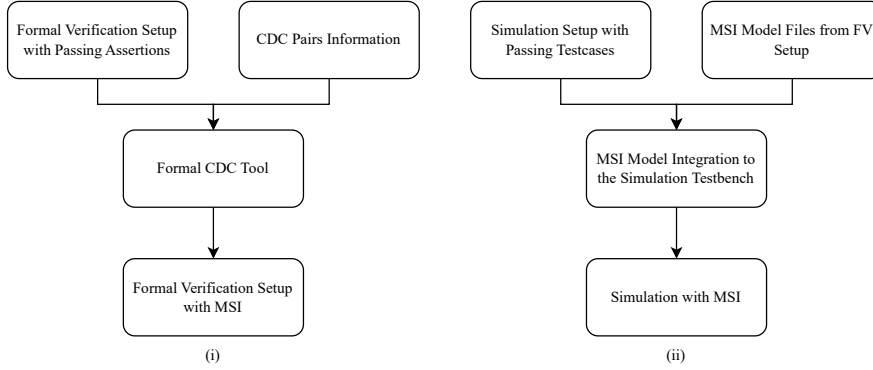 Formal Verification Setup
with Passing Assertions
CDC Pairs Information
Formal CDC Tool
Formal Verification Setup
with MSI
(i)
Simulation Setup with
Passing Testcases
MSI Model Files from FV
Setup
MSI Model Integration to
the Simulation Testbench
Simulation with MSI
(ii)